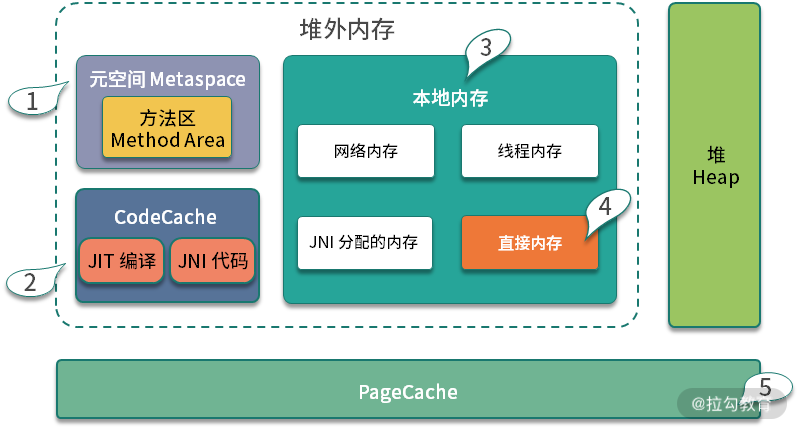 堆外内存
1
元空间 Metaspace
方法区
Method Area
2
CodeCache
JIT 编译
JNI 代码
3
本地内存
网络内存
线程内存
JNI 分配的内存
4
直接内存
堆
Heap
PageCache
5
@拉勾教育